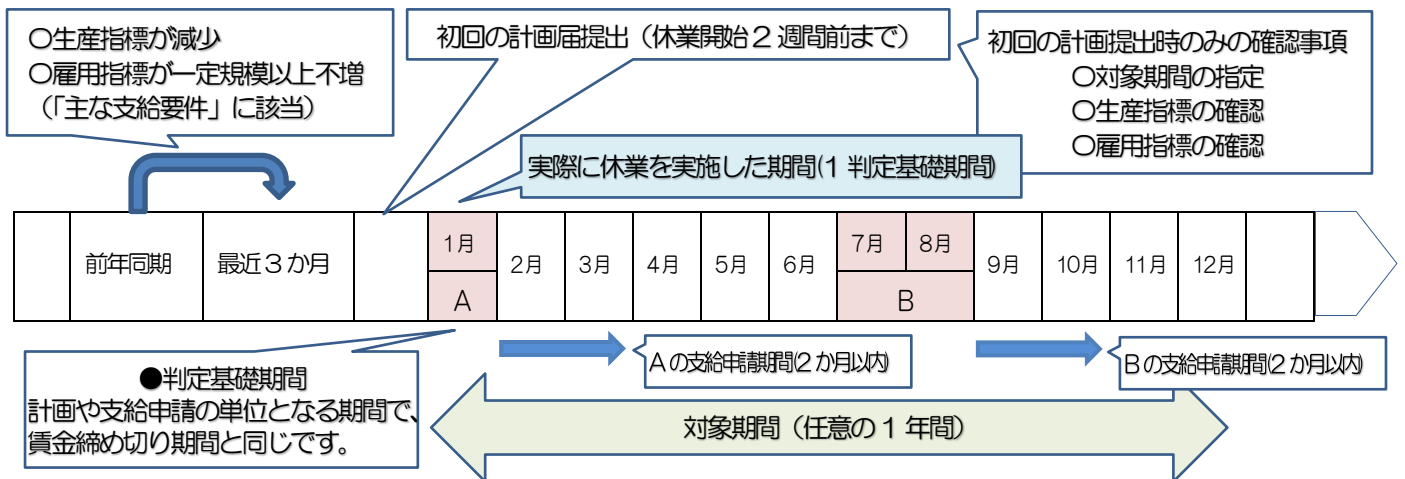 〇生産指標が減少
〇雇用指標が一定規模以上不増
(「主な支給要件」に該当)
初回の計画届提出(休業開始2週間前まで)
初回の計画提出時のみの確認事項
〇対象期間の指定
〇生産指標の確認
〇雇用指標の確認
実際に休業を実施した期間(1 判定基礎期間)
前年同期
最近3か月
1月
2月
3月
4月
5月
6月
7月
8月
9月
10月
11月
12月
A
B
Aの支給申請期間(2か月以内)
Bの支給申請期間(2か月以内)
●判定基礎期間
計画や支給申請の単位となる期間で、
賃金締め切り期間と同じです。
対象期間(任意の1年間)